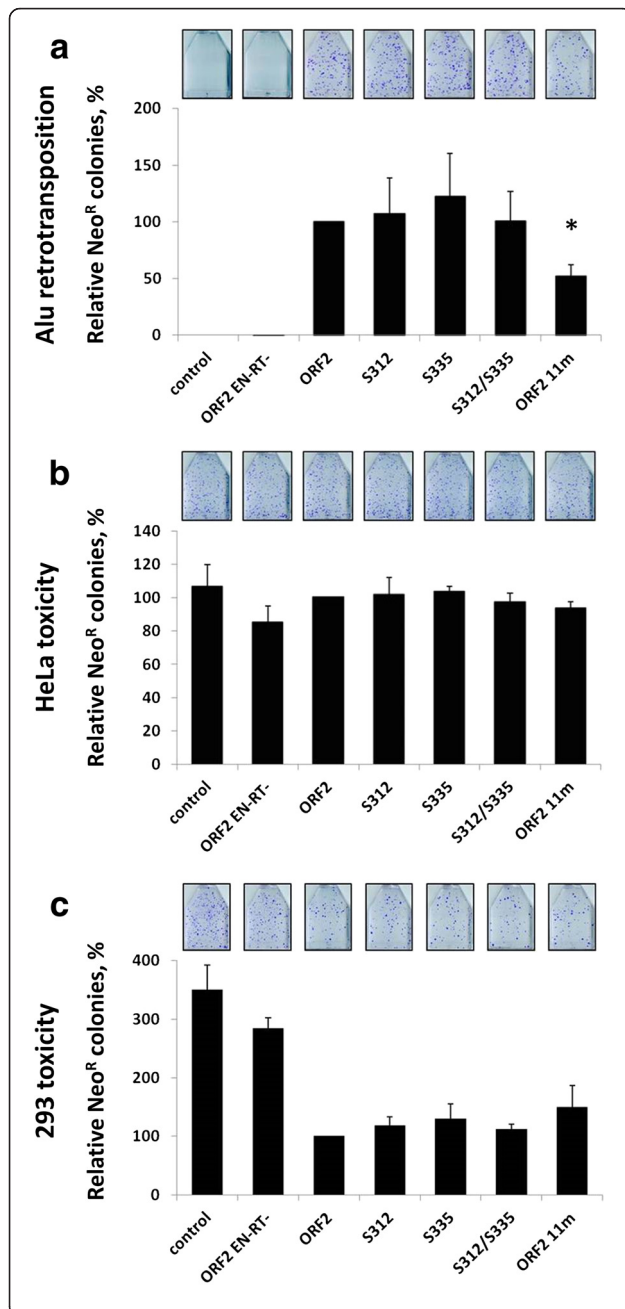 a
Alu retrotransposition
Relative Neoᴿ colonies, %
200
150
100
50
0
*
control
ORF2 EN-RT-
ORF2
S312
S335
S312/S335
ORF2 11m
b
HeLa toxicity
Relative Neoᴿ colonies, %
140
120
100
80
60
40
20
0
control
ORF2 EN-RT-
ORF2
S312
S335
S312/S335
ORF2 11m
c
293 toxicity
Relative Neoᴿ colonies, %
400
300
200
100
0
control
ORF2 EN-RT-
ORF2
S312
S335
S312/S335
ORF2 11m